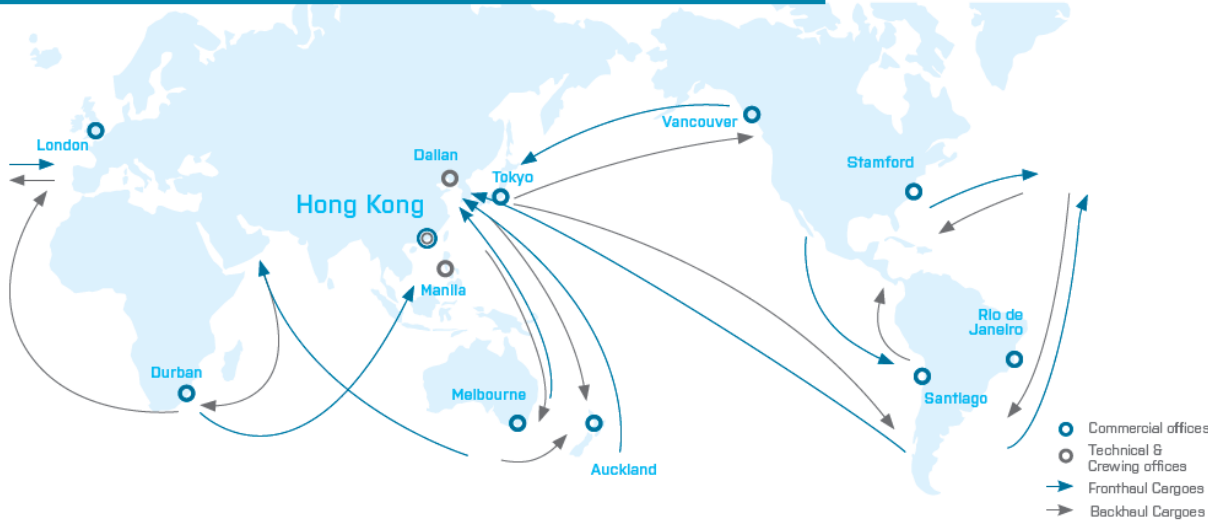 London
Vancouver
Dalian
Tokyo
Stamford
Hong Kong
Manila
Durban
Melbourne
Auckland
Rio de
Janeiro
Santiago
Commercial offices
Technical &
Crewing offices
Fronthaul Cargoes
Backhaul Cargoes